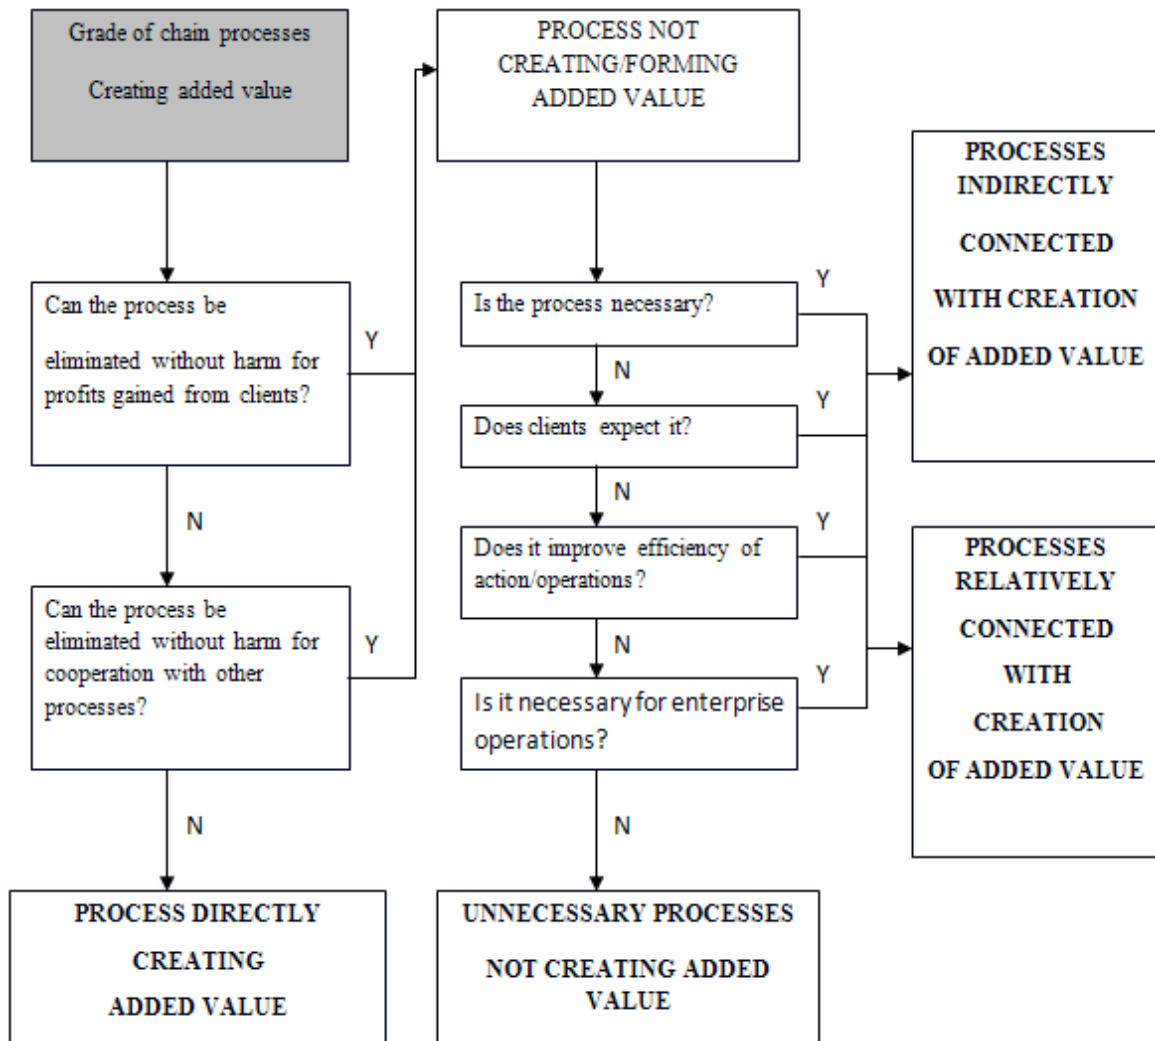 Grade of chain processes
Creating added value
Can the process be
eliminated without harm for
profits gained from clients?
Y
N
Can the process be
eliminated without harm for
cooperation with other
processes?
Y
N
PROCESS DIRECTLY
CREATING
ADDED VALUE
PROCESS NOT
CREATING/FORMING
ADDED VALUE
Is the process necessary?
Y
N
Does clients expect it?
Y
N
Does it improve efficiency of
action/operations?
Y
N
Is it necessary for enterprise
operations?
Y
N
UNNECESSARY PROCESSES
NOT CREATING ADDED
VALUE
PROCESSES
INDIRECTLY
CONNECTED
WITH CREATION
OF ADDED VALUE
PROCESSES
RELATIVELY
CONNECTED
WITH
CREATION
OF ADDED VALUE